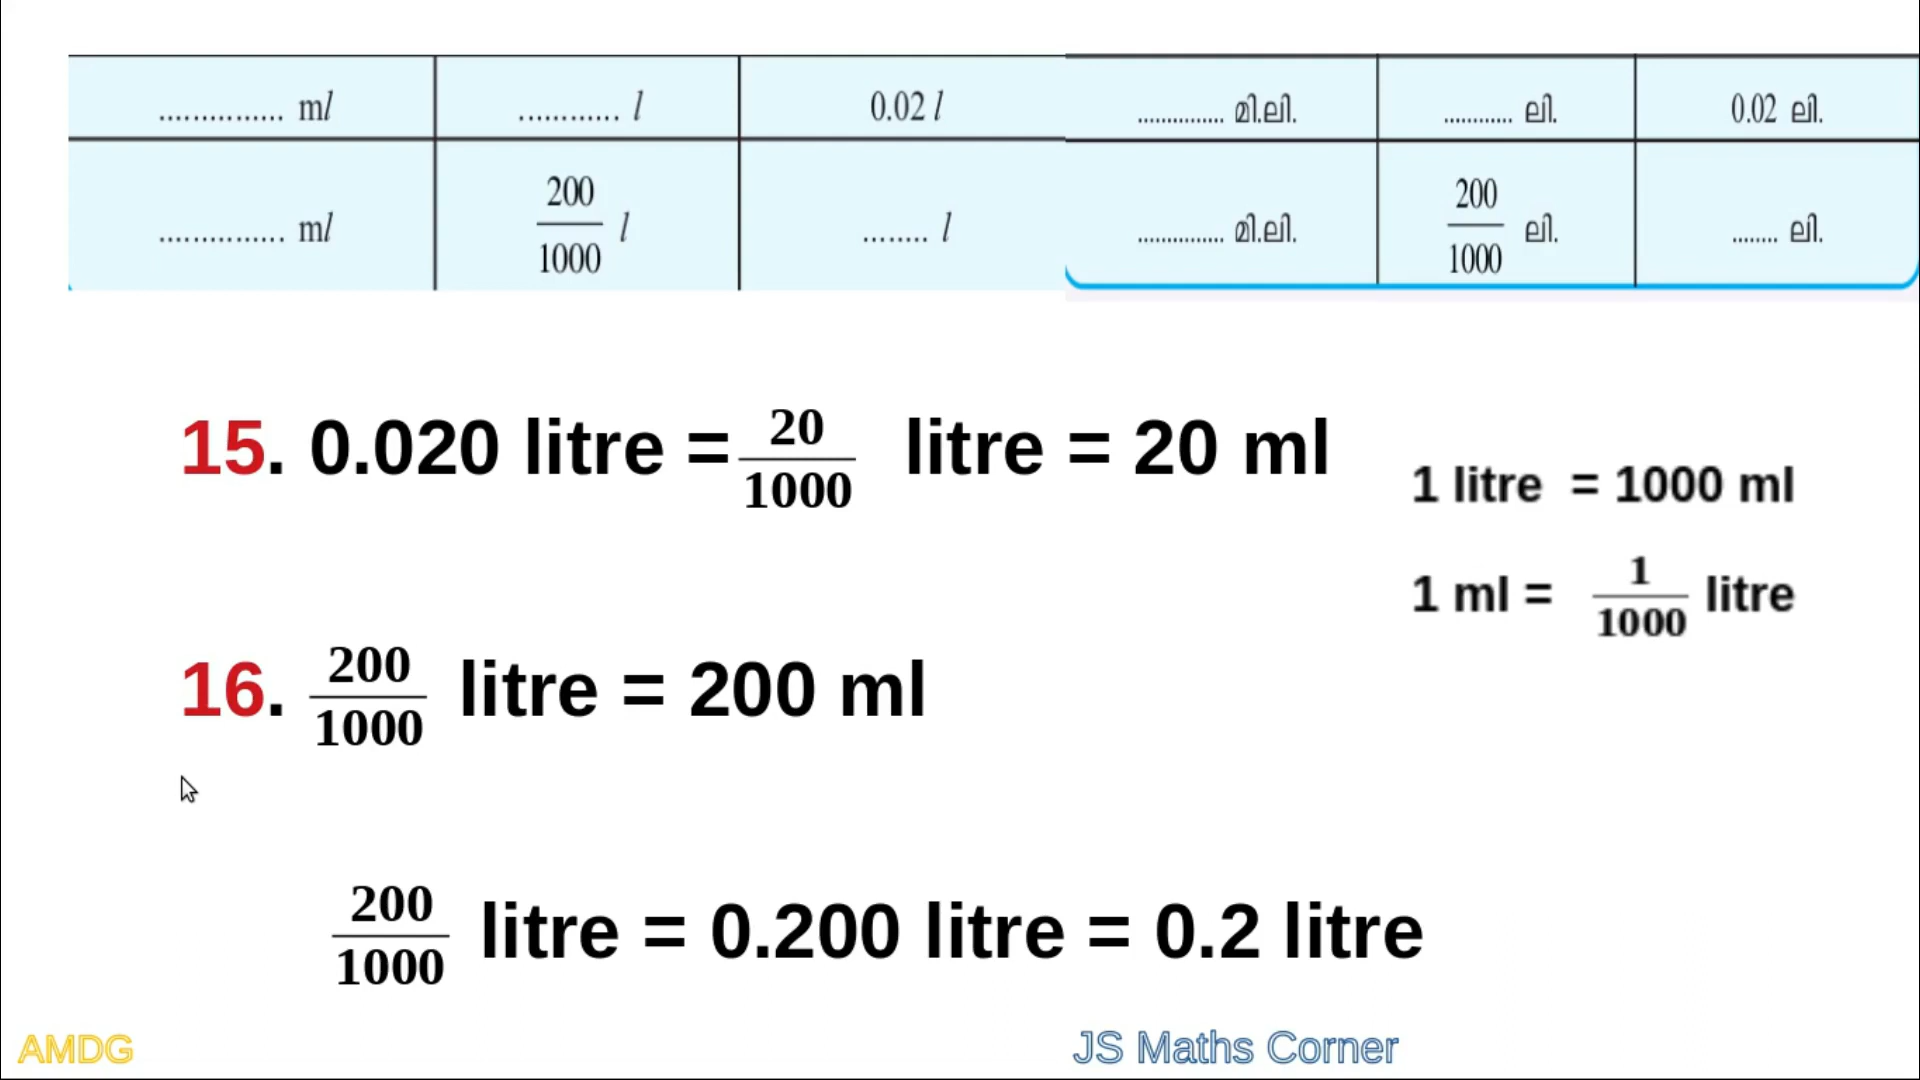 ............... ml ............ l 0.02 l ............... മി.ലി. ............ ലി. 0.02 ലി.
............... ml 200/1000 l ........ l ............... മി.ലി. 200/1000 ലി. ........ ലി.
15. 0.020 litre = 20/1000 litre = 20 ml
1 litre = 1000 ml
1 ml = 1/1000 litre
16. 200/1000 litre = 200 ml
200/1000 litre = 0.200 litre = 0.2 litre
AMDG
JS Maths Corner